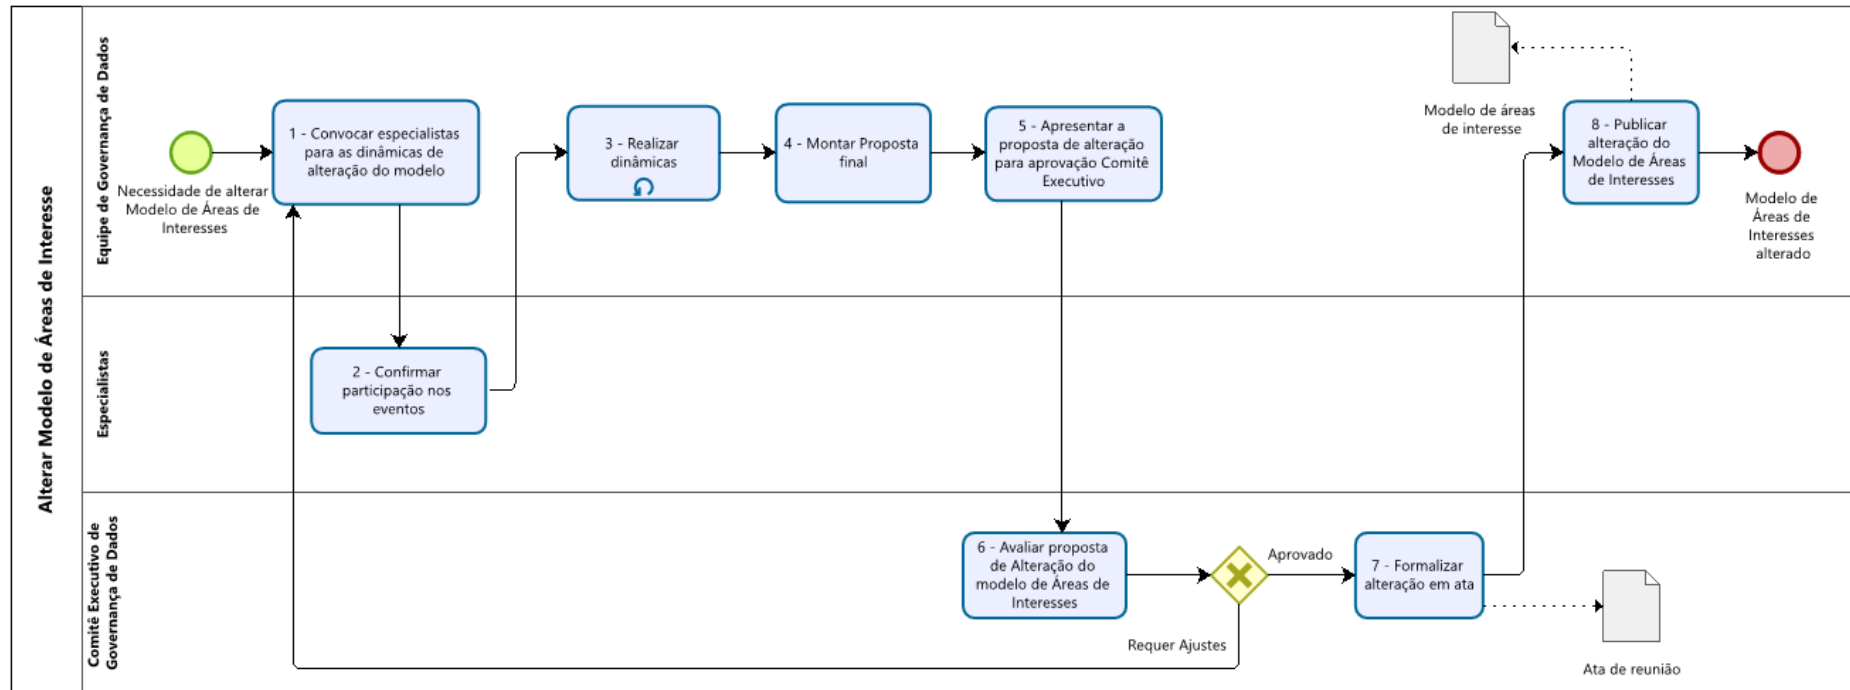 Alterar Modelo de Áreas de Interesse
Equipe de Governança de Dados
Necessidade de alterar
Modelo de Áreas de
Interesses
1 - Convocar especialistas
para as dinâmicas de
alteração do modelo
3 - Realizar
dinâmicas
4 - Montar Proposta
final
5 - Apresentar a
proposta de alteração
para aprovação Comitê
Executivo
Modelo de áreas
de interesse
8 - Publicar
alteração do
Modelo de Áreas
de Interesses
Modelo de
Áreas de
Interesses
alterado
Especialistas
2 - Confirmar
participação nos
eventos
Comitê Executivo de
Governança de Dados
6 - Avaliar proposta
de Alteração do
modelo de Áreas de
Interesses
Aprovado
Requer Ajustes
7 - Formalizar
alteração em ata
Ata de reunião